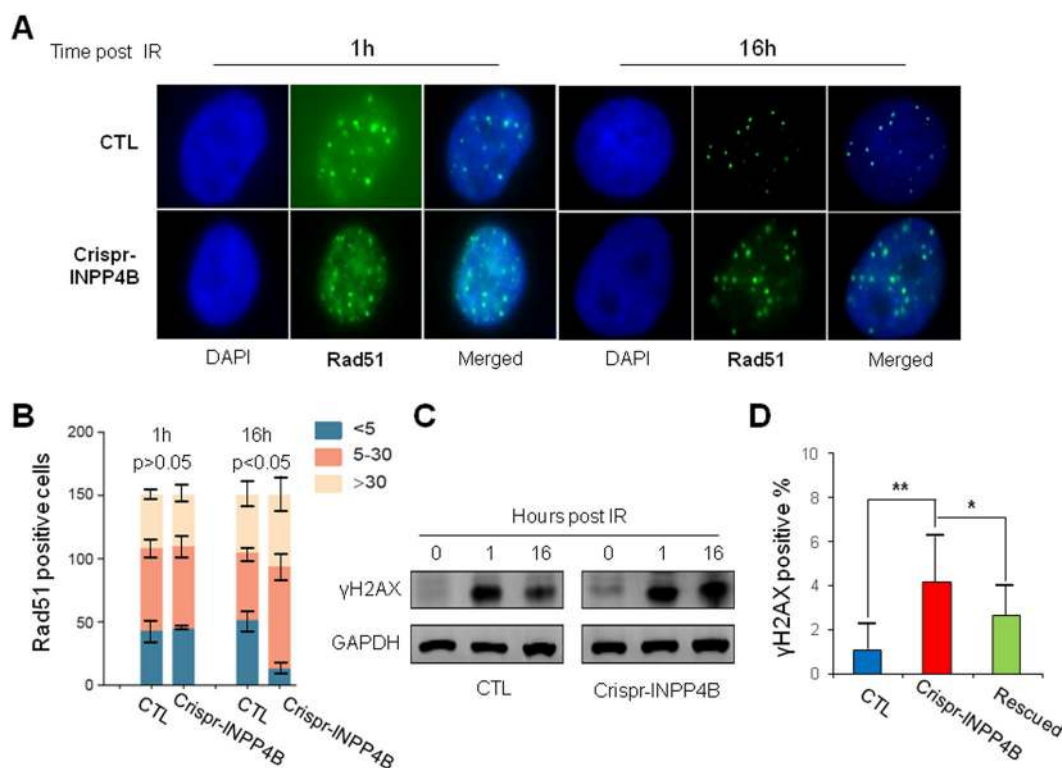 A
Time post IR
1h
16h
CTL
Crispr-
INPP4B
DAPI
Rad51
Merged
DAPI
Rad51
Merged
B
Rad51 positive cells
200
150
100
50
0
1h
p>0.05
16h
p<0.05
<5
5-30
>30
CTL
Crispr-INPP4B
CTL
Crispr-INPP4B
C
Hours post IR
0 1 16
0 1 16
γH2AX
GAPDH
CTL
Crispr-INPP4B
D
γH2AX positive %
10
8
6
4
2
0
**
*
CTL
Crispr-INPP4B
Rescued